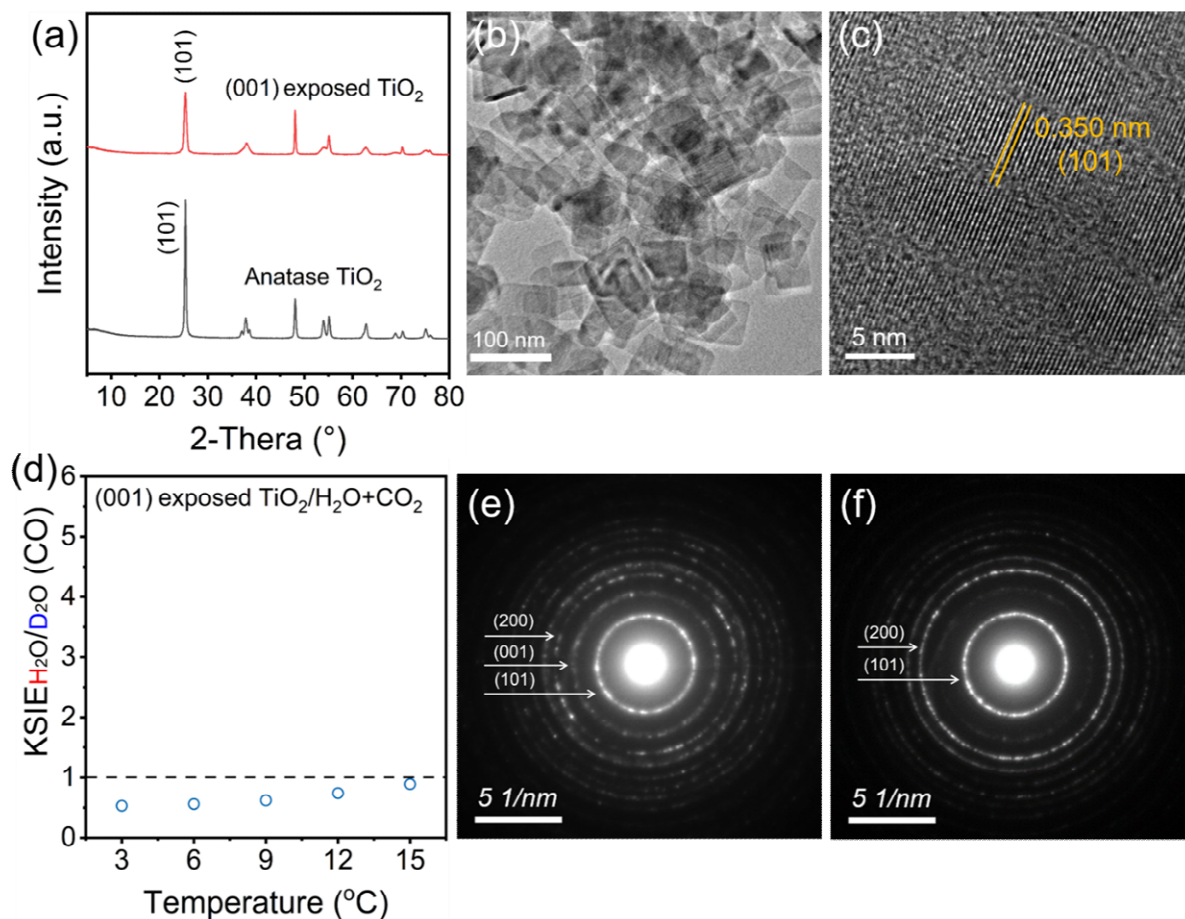 (a)
(101)
(001) exposed TiO₂
(101)
Anatase TiO₂
Intensity (a.u.)
10 20 30 40 50 60 70 80
2-Thera (°)
(b)
100 nm
(c)
0.350 nm
(101)
5 nm
(d)
(001) exposed TiO₂/H₂O+CO₂
KSIE H₂O/D₂O (CO)
6
5
4
3
2
1
0
3 6 9 12 15
Temperature (°C)
(e)
(200)
(001)
(101)
5 1/nm
(f)
(200)
(101)
5 1/nm